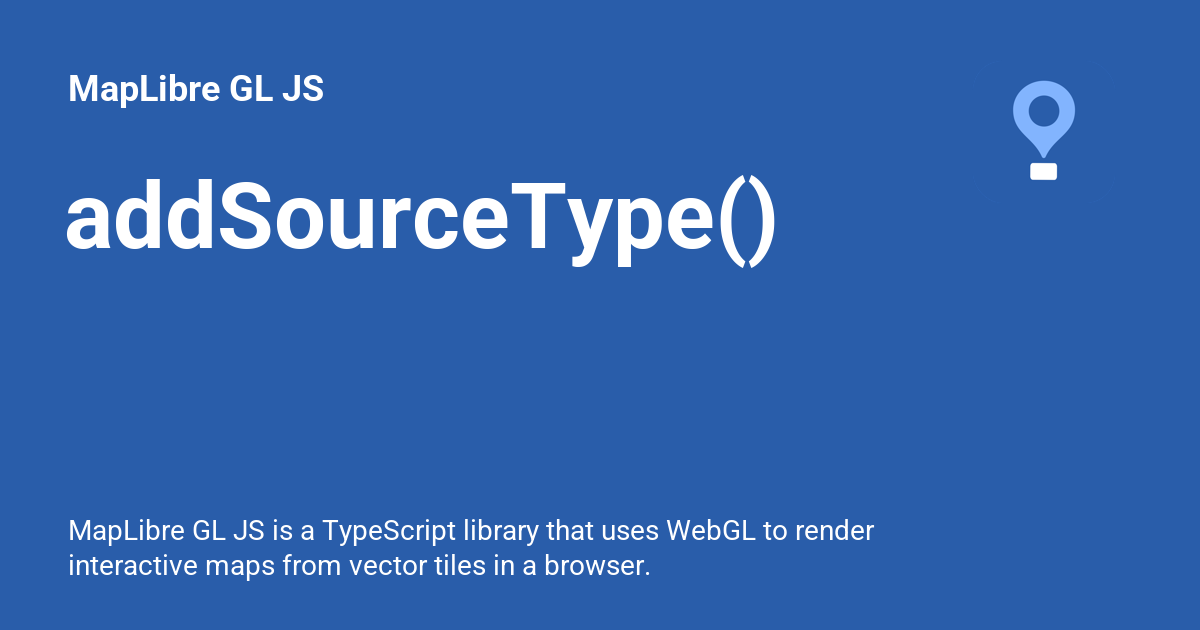 MapLibre GL JS
addSourceType()
MapLibre GL JS is a TypeScript library that uses WebGL to render
interactive maps from vector tiles in a browser.